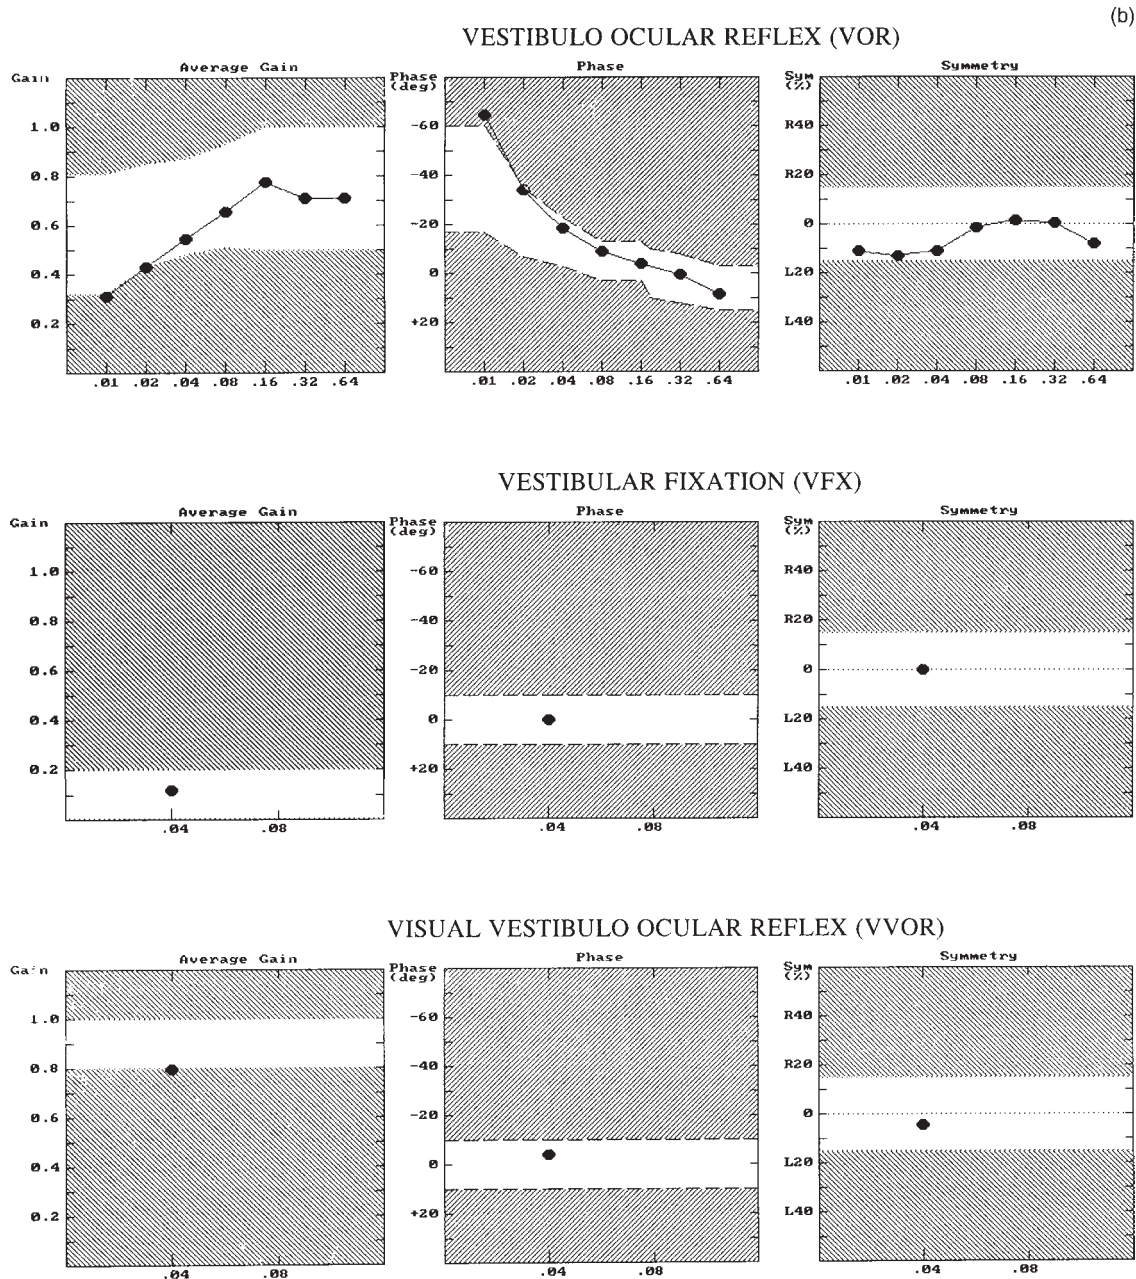 (b)
VESTIBULO OCULAR REFLEX (VOR)
Gain
Average Gain
1.0
0.8
0.6
0.4
0.2
.01 .02 .04 .08 .16 .32 .64
Phase
(deg)
Phase
-60
-40
-20
0
+20
.01 .02 .04 .08 .16 .32 .64
Sym
(%)
Symmetry
R40
R20
0
L20
L40
.01 .02 .04 .08 .16 .32 .64
VESTIBULAR FIXATION (VFX)
Gain
Average Gain
1.0
0.8
0.6
0.4
0.2
.04 .08
Phase
(deg)
Phase
-60
-40
-20
0
+20
.04 .08
Sym
(%)
Symmetry
R40
R20
0
L20
L40
.04 .08
VISUAL VESTIBULO OCULAR REFLEX (VVOR)
Gain
Average Gain
1.0
0.8
0.6
0.4
0.2
.04 .08
Phase
(deg)
Phase
-60
-40
-20
0
+20
.04 .08
Sym
(%)
Symmetry
R40
R20
0
L20
L40
.04 .08